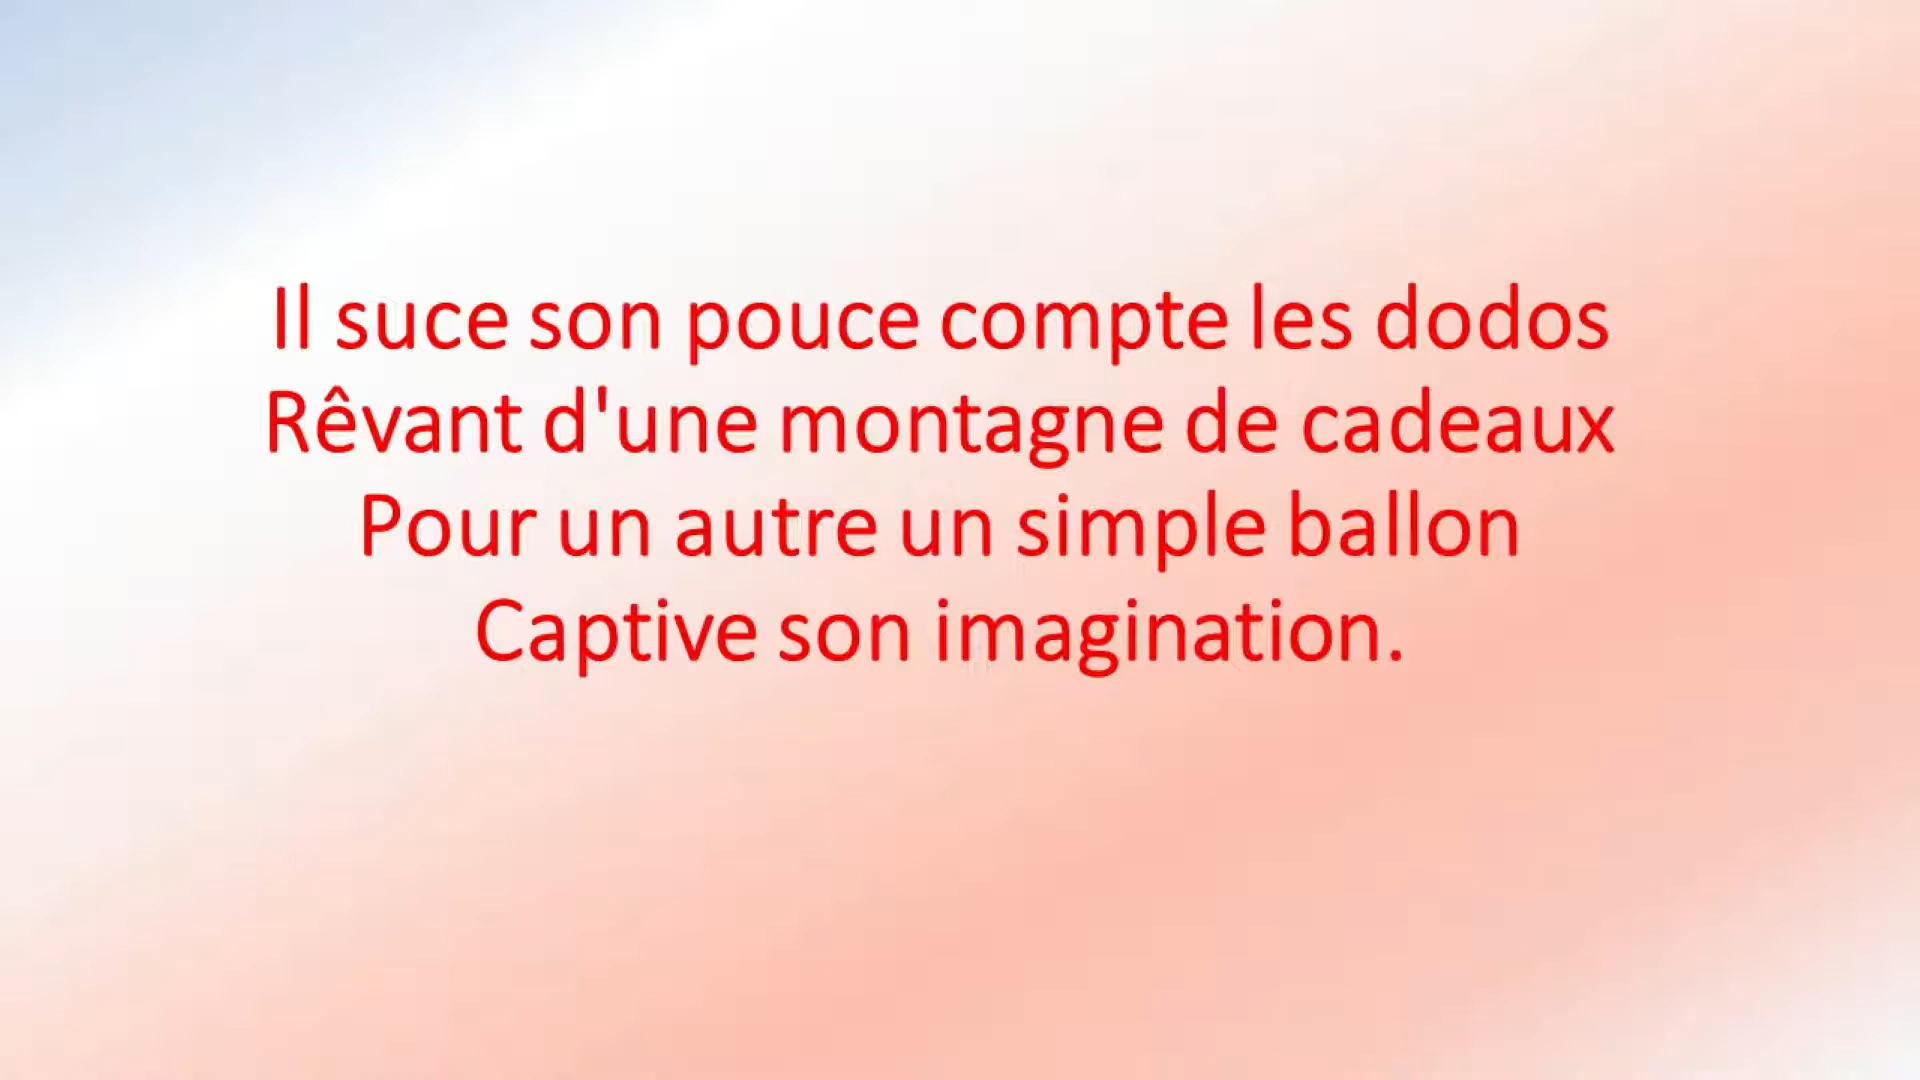 Il suce son pouce compte les dodos
Rêvant d'une montagne de cadeaux
Pour un autre un simple ballon
Captive son imagination.